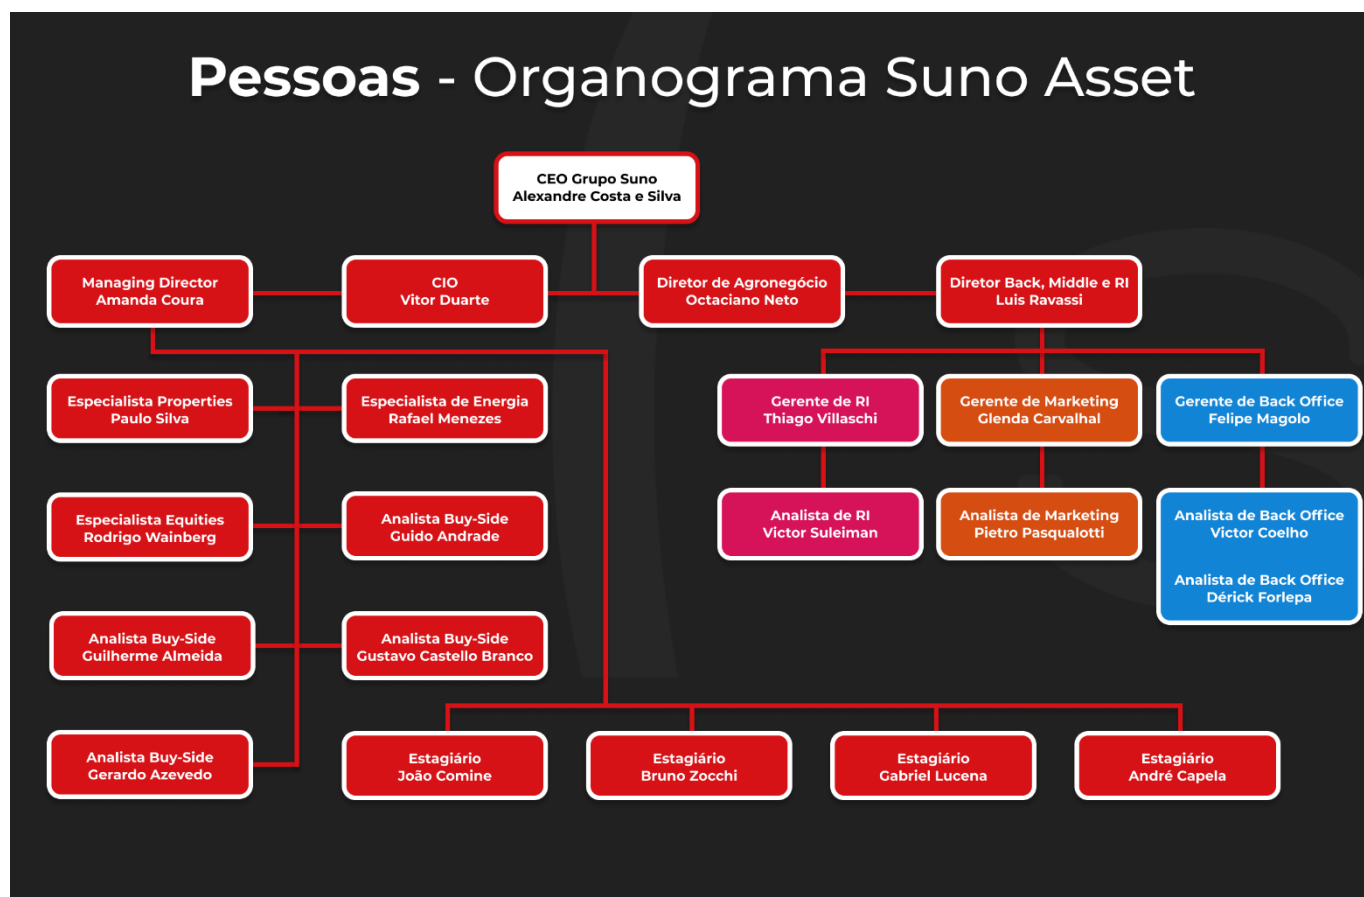 Pessoas - Organograma Suno Asset
CEO Grupo Suno
Alexandre Costa e Silva
Managing Director
Amanda Coura
CIO
Vitor Duarte
Diretor de Agronegócio
Octaciano Neto
Diretor Back, Middle e RI
Luis Ravassi
Especialista Properties
Paulo Silva
Especialista de Energia
Rafael Menezes
Gerente de RI
Thiago Villaschi
Gerente de Marketing
Glenda Carvalhal
Gerente de Back Office
Felipe Magolo
Especialista Equities
Rodrigo Wainberg
Analista Buy-Side
Guido Andrade
Analista de RI
Victor Suleiman
Analista de Marketing
Pietro Pasqualotti
Analista de Back Office
Victor Coelho
Analista de Back Office
Dérick Forlepa
Analista Buy-Side
Guilherme Almeida
Analista Buy-Side
Gustavo Castello Branco
Analista Buy-Side
Gerardo Azevedo
Estagiário
João Comine
Estagiário
Bruno Zocchi
Estagiário
Gabriel Lucena
Estagiário
André Capela